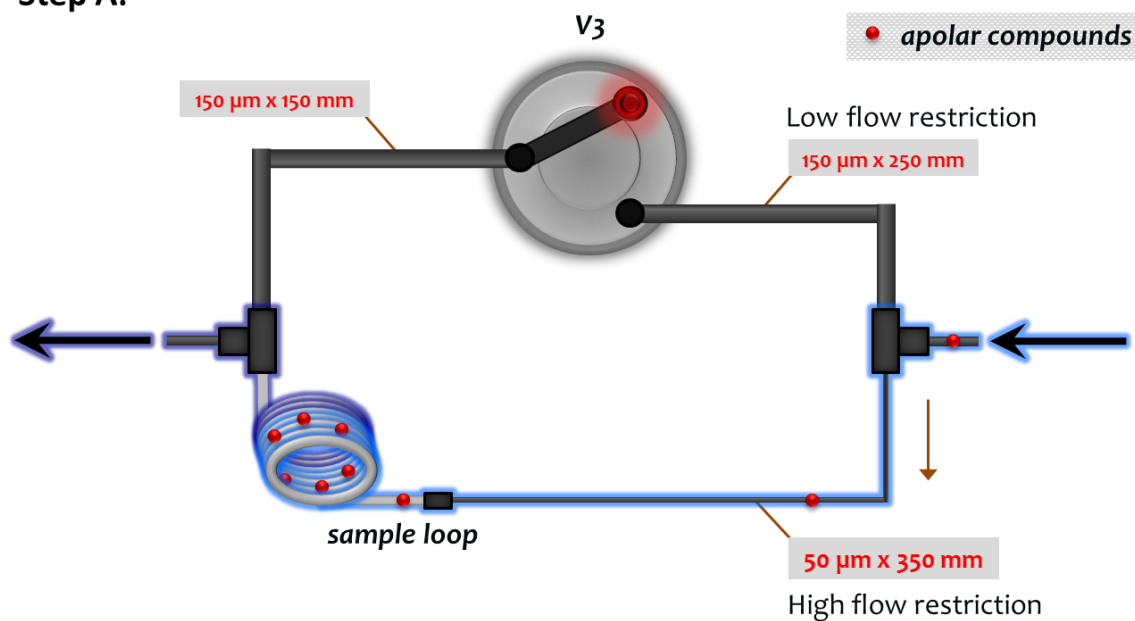 Step A:
V3
apolar compounds
150 µm x 150 mm
Low flow restriction
150 µm x 250 mm
sample loop
50 µm x 350 mm
High flow restriction